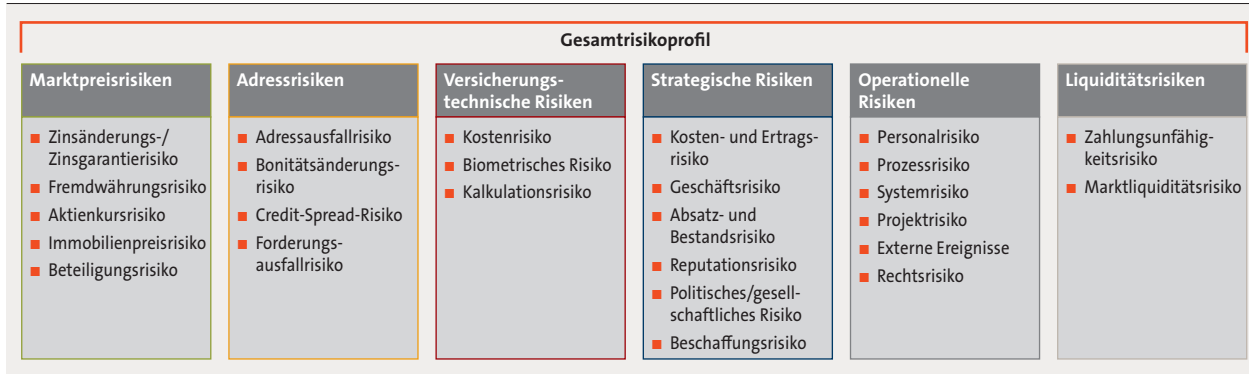 Gesamtrisikoprofil
Marktpreisrisiken
Zinsänderungs-/
Zinsgarantierisiko
Fremdwährungsrisiko
Aktienkursrisiko
Immobilienpreisrisiko
Beteiligungsrisiko
Adressrisiken
Adressausfallrisiko
Bonitätsänderungs-
risiko
Credit-Spread-Risiko
Forderungs-
ausfallrisiko
Versicherungs-
technische Risiken
Kostenrisiko
Biometrisches Risiko
Kalkulationsrisiko
Strategische Risiken
Kosten- und Ertrags-
risiko
Geschäftsrisiko
Absatz- und
Bestandsrisiko
Reputationsrisiko
Politisches/gesell-
schaftliches Risiko
Beschaffungsrisiko
Operationelle
Risiken
Personalrisiko
Prozessrisiko
Systemrisiko
Projektrisiko
Externe Ereignisse
Rechtsrisiko
Liquiditätsrisiken
Zahlungsunfähig-
keitsrisiko
Marktliquiditätsrisiko